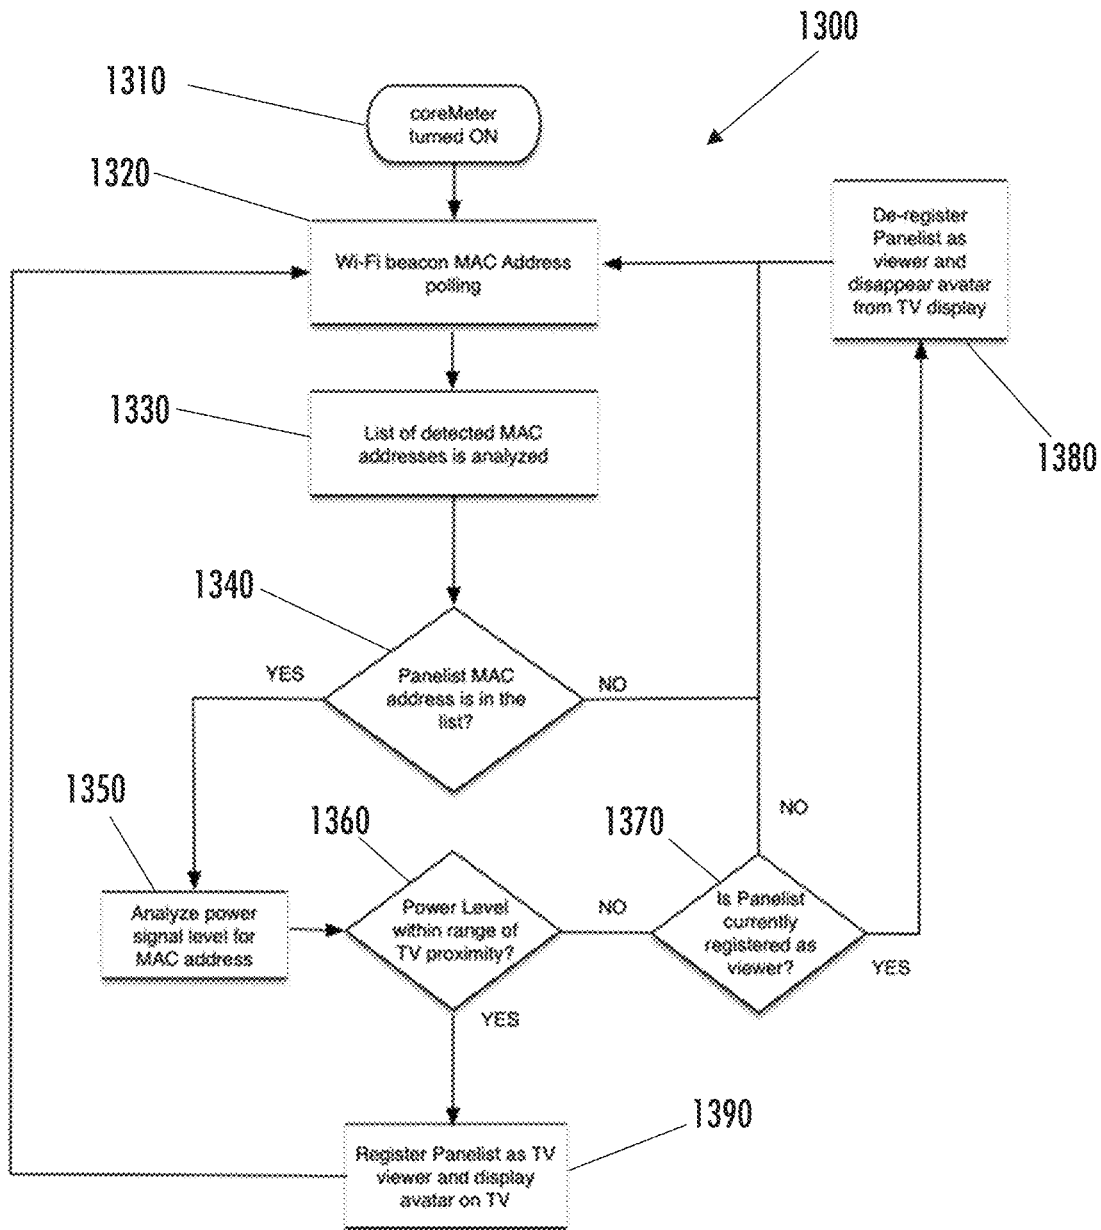 1300
1310
coreMeter
turned ON
1320
Wi-Fi beacon MAC Address
polling
De-register
Panelist as
viewer and
disappear avatar
from TV display
1380
1330
List of detected MAC
addresses is analyzed
1340
YES
Panelist MAC
address is in the
list?
NO
1350
Analyze power
signal level for
MAC address
1360
Power Level
within range of
TV proximity?
NO
YES
1370
NO
Is Panelist
currently
registered as
viewer?
YES
1390
Register Panelist as TV
viewer and display
avatar on TV